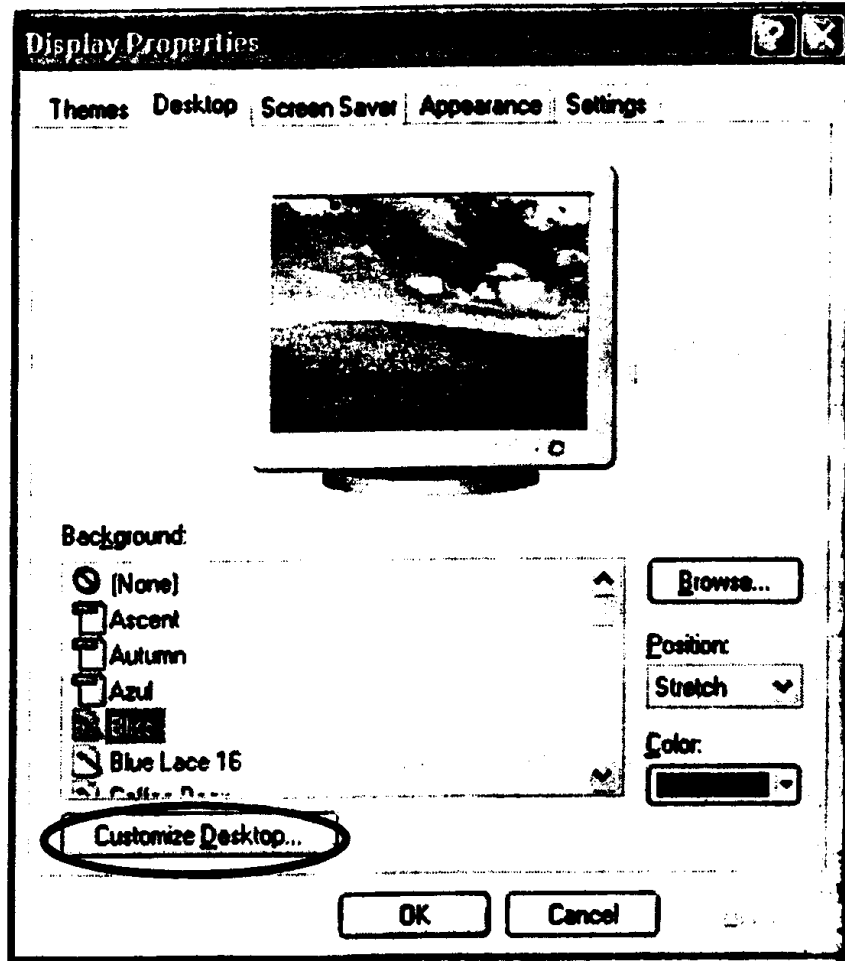 Display Properties
Themes Desktop Screen Saver Appearance Settings
Background:
(None)
Browse...
Ascent
Autumn
Position:
Azul
Stretch
Color:
Blue Lace 16
Customize Desktop...
OK Cancel